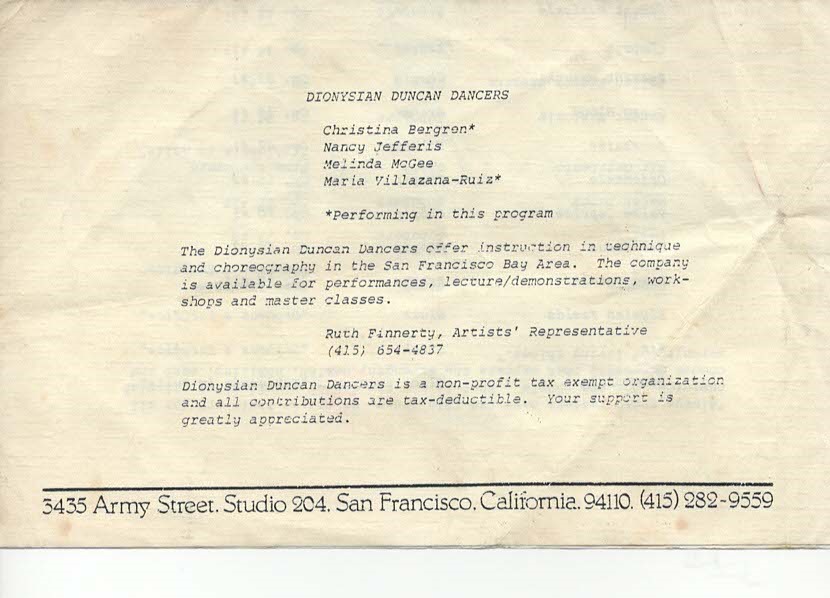 DIONYSIAN DUNCAN DANCERS
Christina Bergren*
Nancy Jefferis
Melinda McGee
Maria Villazana-Ruiz*
*Performing in this program
The Dionysian Duncan Dancers offer instruction in technique
and choreography in the San Francisco Bay Area. The company
is available for performances, lecture/demonstrations, work-
shops and master classes.
Ruth Finnerty, Artists' Representative
(415) 654-4837
Dionysian Duncan Dancers is a non-profit tax exempt organization
and all contributions are tax-deductible. Your support is
greatly appreciated.
3435 Army Street. Studio 204. San Francisco. California. 94110. (415) 282-9559